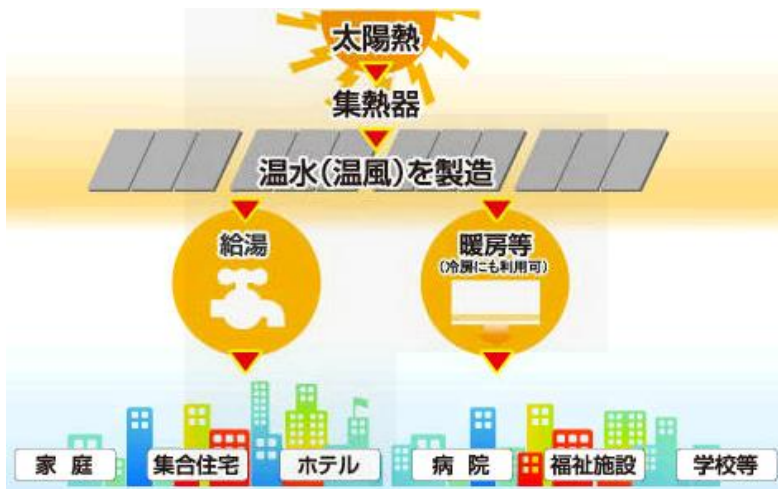 太陽熱
集熱器
温水(温風)を製造
給湯
暖房等
(冷房にも利用可)
家庭
集合住宅
ホテル
病院
福祉施設
学校等